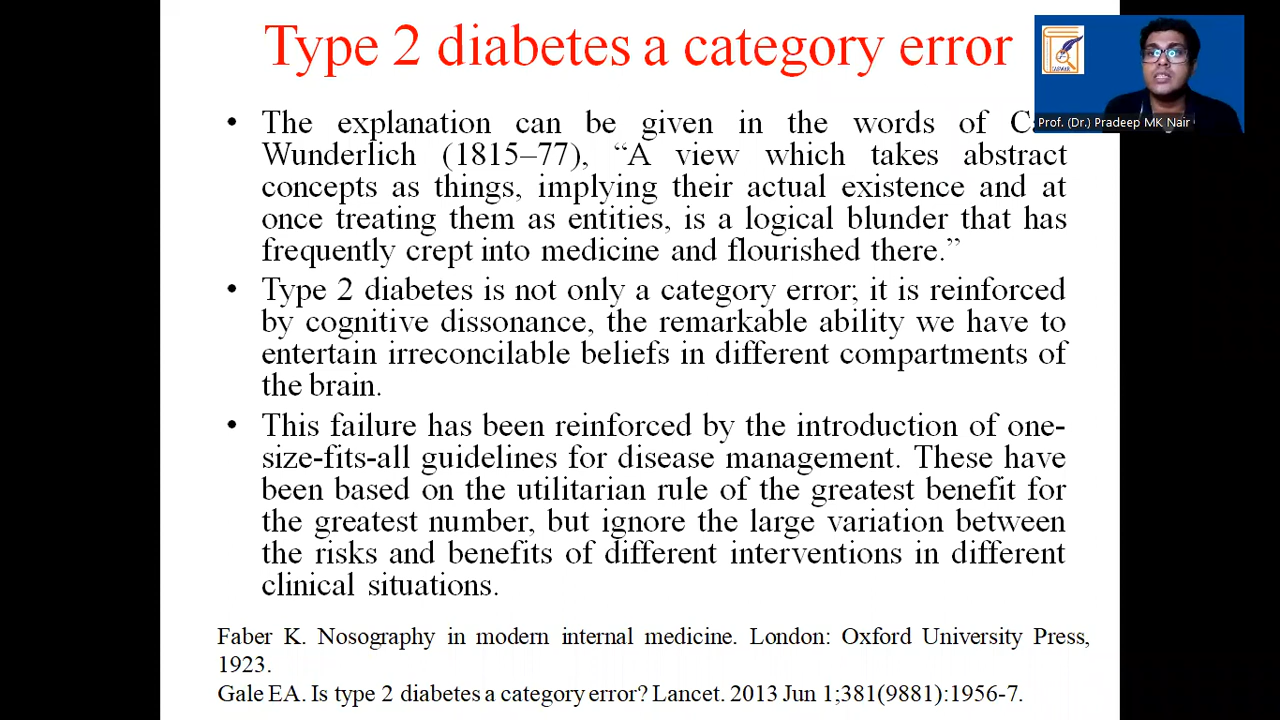 Type 2 diabetes a category error
• The explanation can be given in the words of
Wunderlich (1815–77), “A view which takes abstract
concepts as things, implying their actual existence and at
once treating them as entities, is a logical blunder that has
frequently crept into medicine and flourished there.”
• Type 2 diabetes is not only a category error; it is reinforced
by cognitive dissonance, the remarkable ability we have to
entertain irreconcilable beliefs in different compartments of
the brain.
• This failure has been reinforced by the introduction of one-
size-fits-all guidelines for disease management. These have
been based on the utilitarian rule of the greatest benefit for
the greatest number, but ignore the large variation between
the risks and benefits of different interventions in different
clinical situations.
Faber K. Nosography in modern internal medicine. London: Oxford University Press,
1923.
Gale EA. Is type 2 diabetes a category error? Lancet. 2013 Jun 1;381(9881):1956-7.
Prof. (Dr.) Pradeep MK Nair